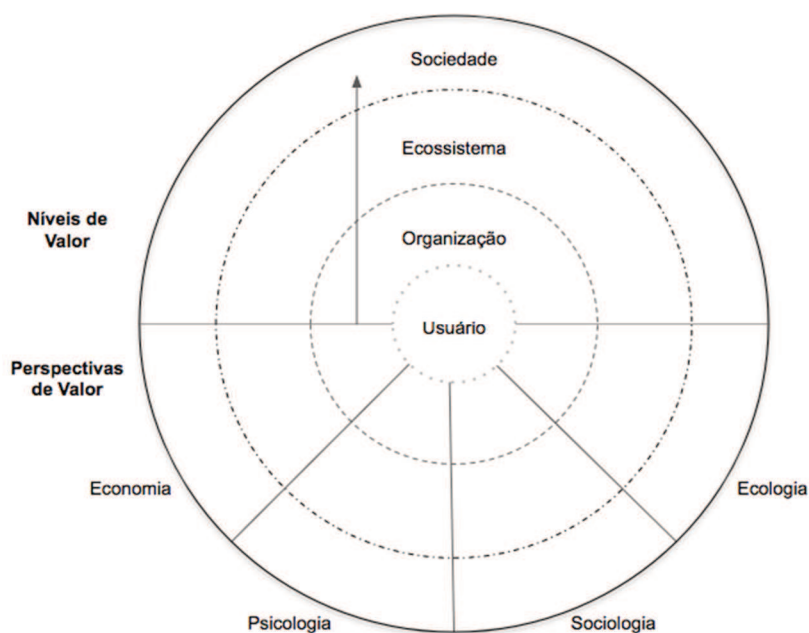 Sociedade
Ecossistema
Níveis de
Valor
Organização
Usuário
Perspectivas
de Valor
Economia
Ecologia
Psicologia
Sociologia